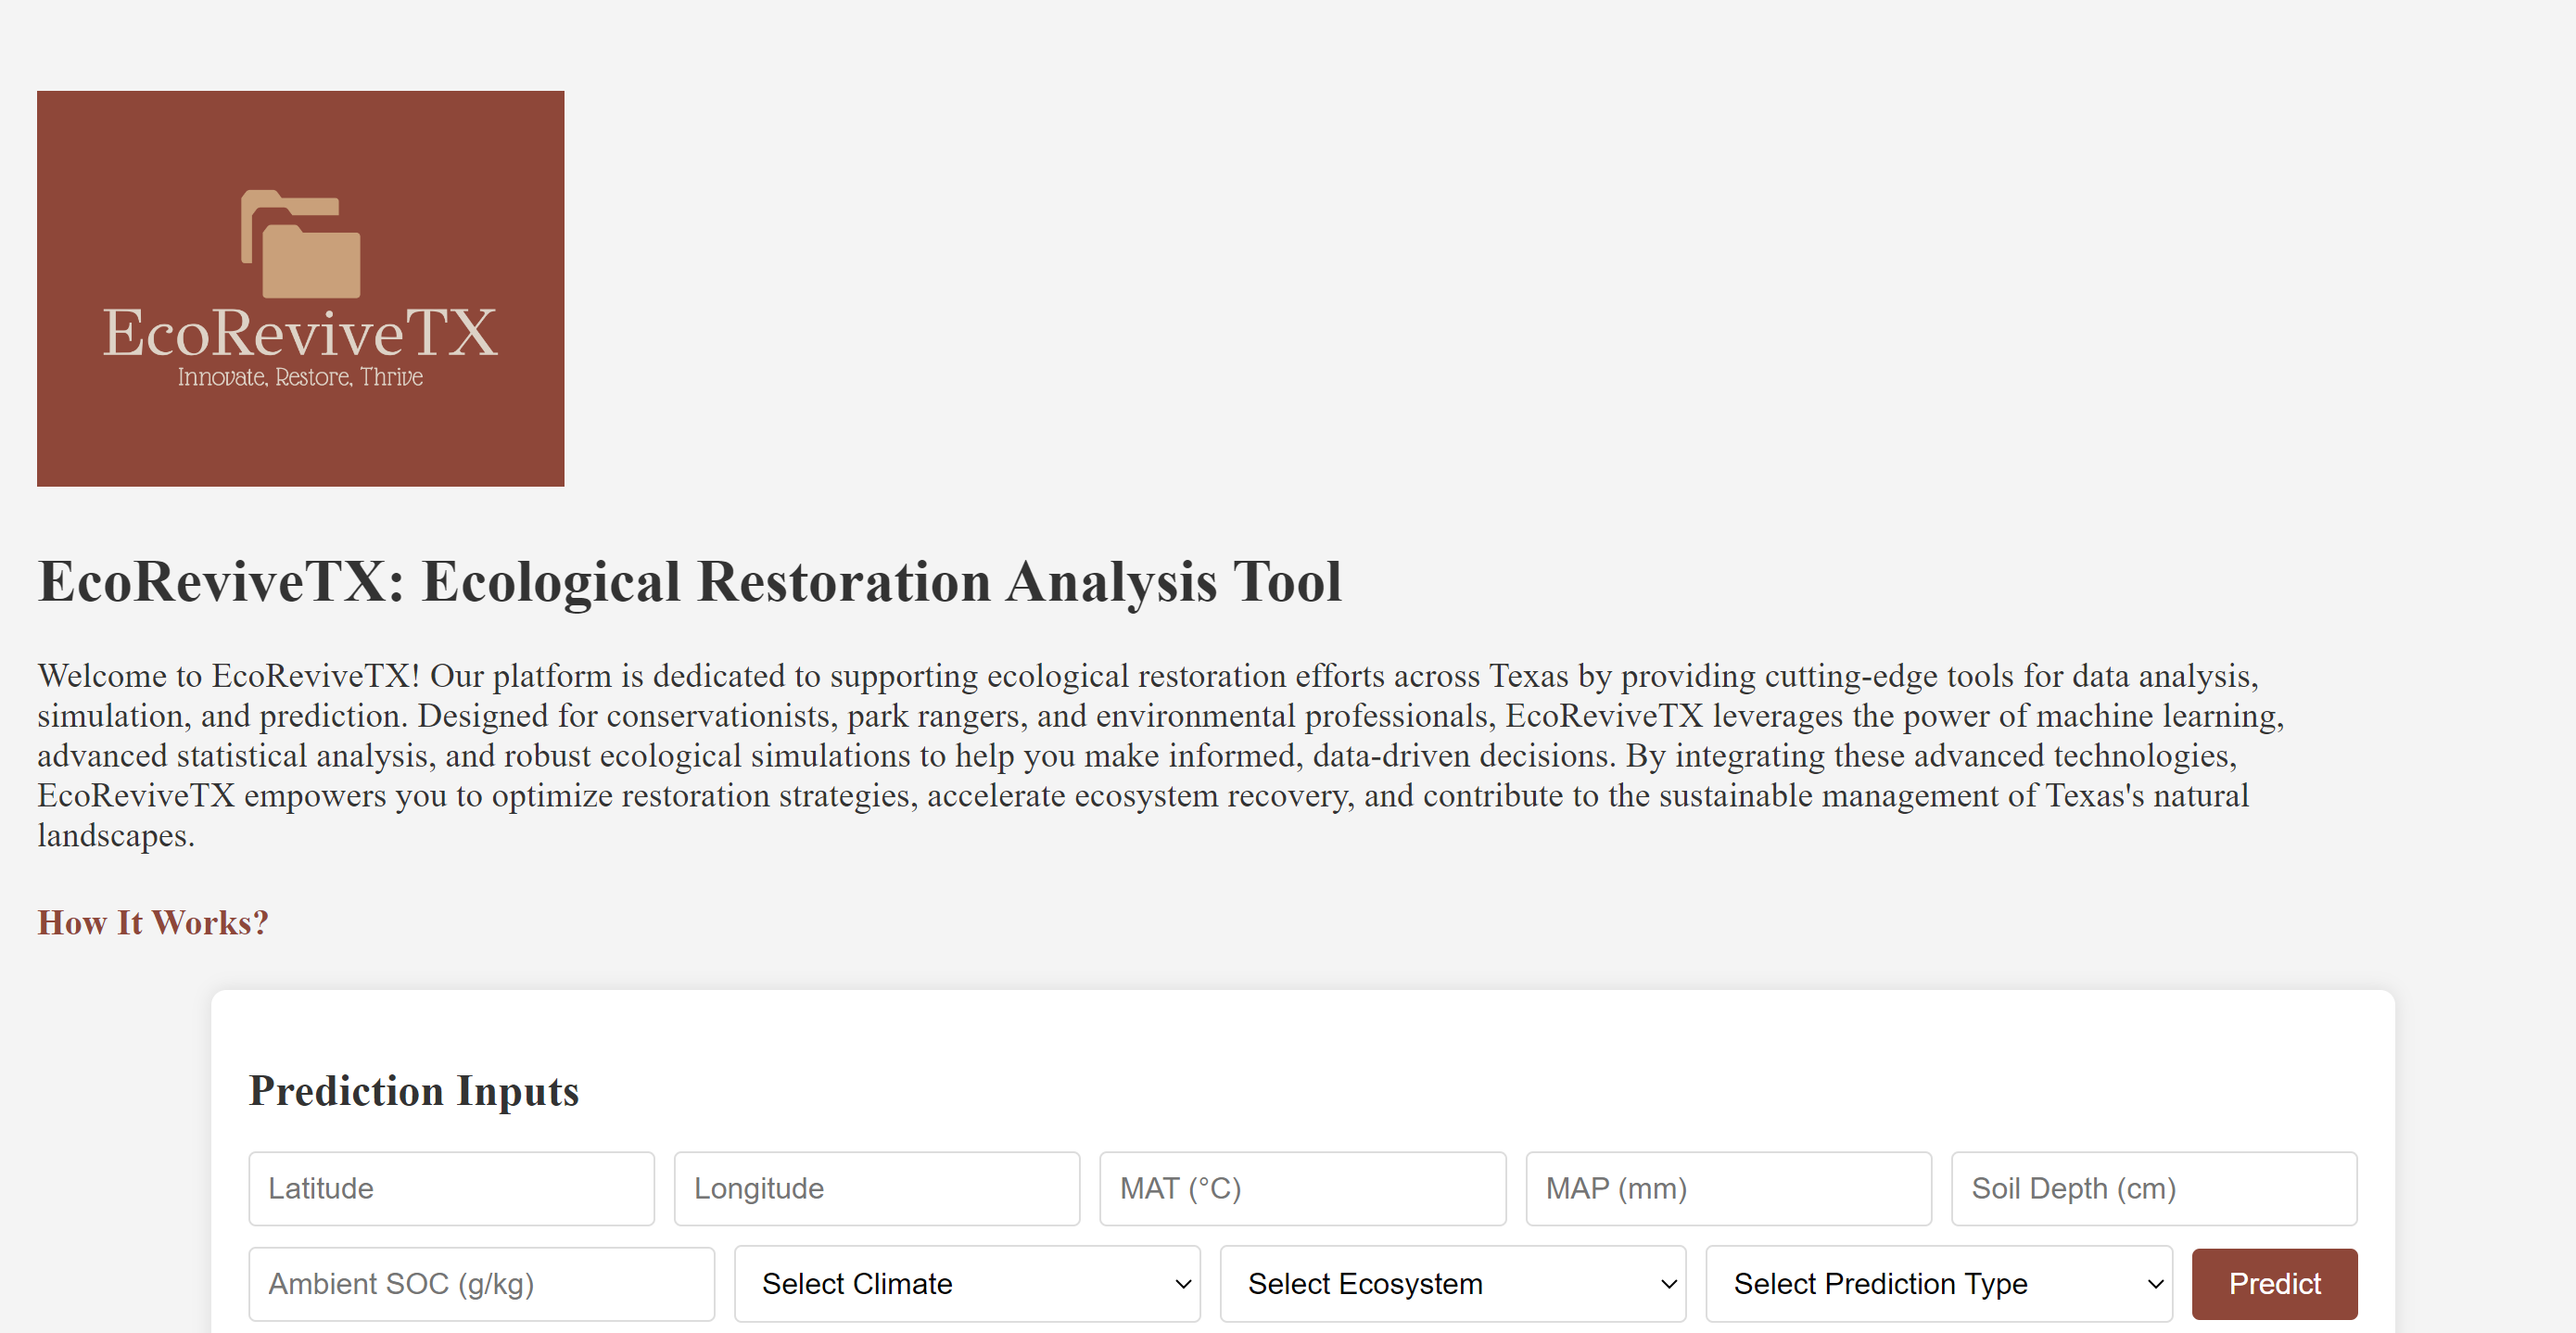 EcoReviveTX
Innovate, Restore, Thrive
EcoReviveTX: Ecological Restoration Analysis Tool
Welcome to EcoReviveTX! Our platform is dedicated to supporting ecological restoration efforts across Texas by providing cutting-edge tools for data analysis,
simulation, and prediction. Designed for conservationists, park rangers, and environmental professionals, EcoReviveTX leverages the power of machine learning,
advanced statistical analysis, and robust ecological simulations to help you make informed, data-driven decisions. By integrating these advanced technologies,
EcoReviveTX empowers you to optimize restoration strategies, accelerate ecosystem recovery, and contribute to the sustainable management of Texas's natural
landscapes.
How It Works?
Prediction Inputs
Latitude Longitude MAT (°C) MAP (mm) Soil Depth (cm)
Ambient SOC (g/kg) Select Climate Select Ecosystem Select Prediction Type Predict